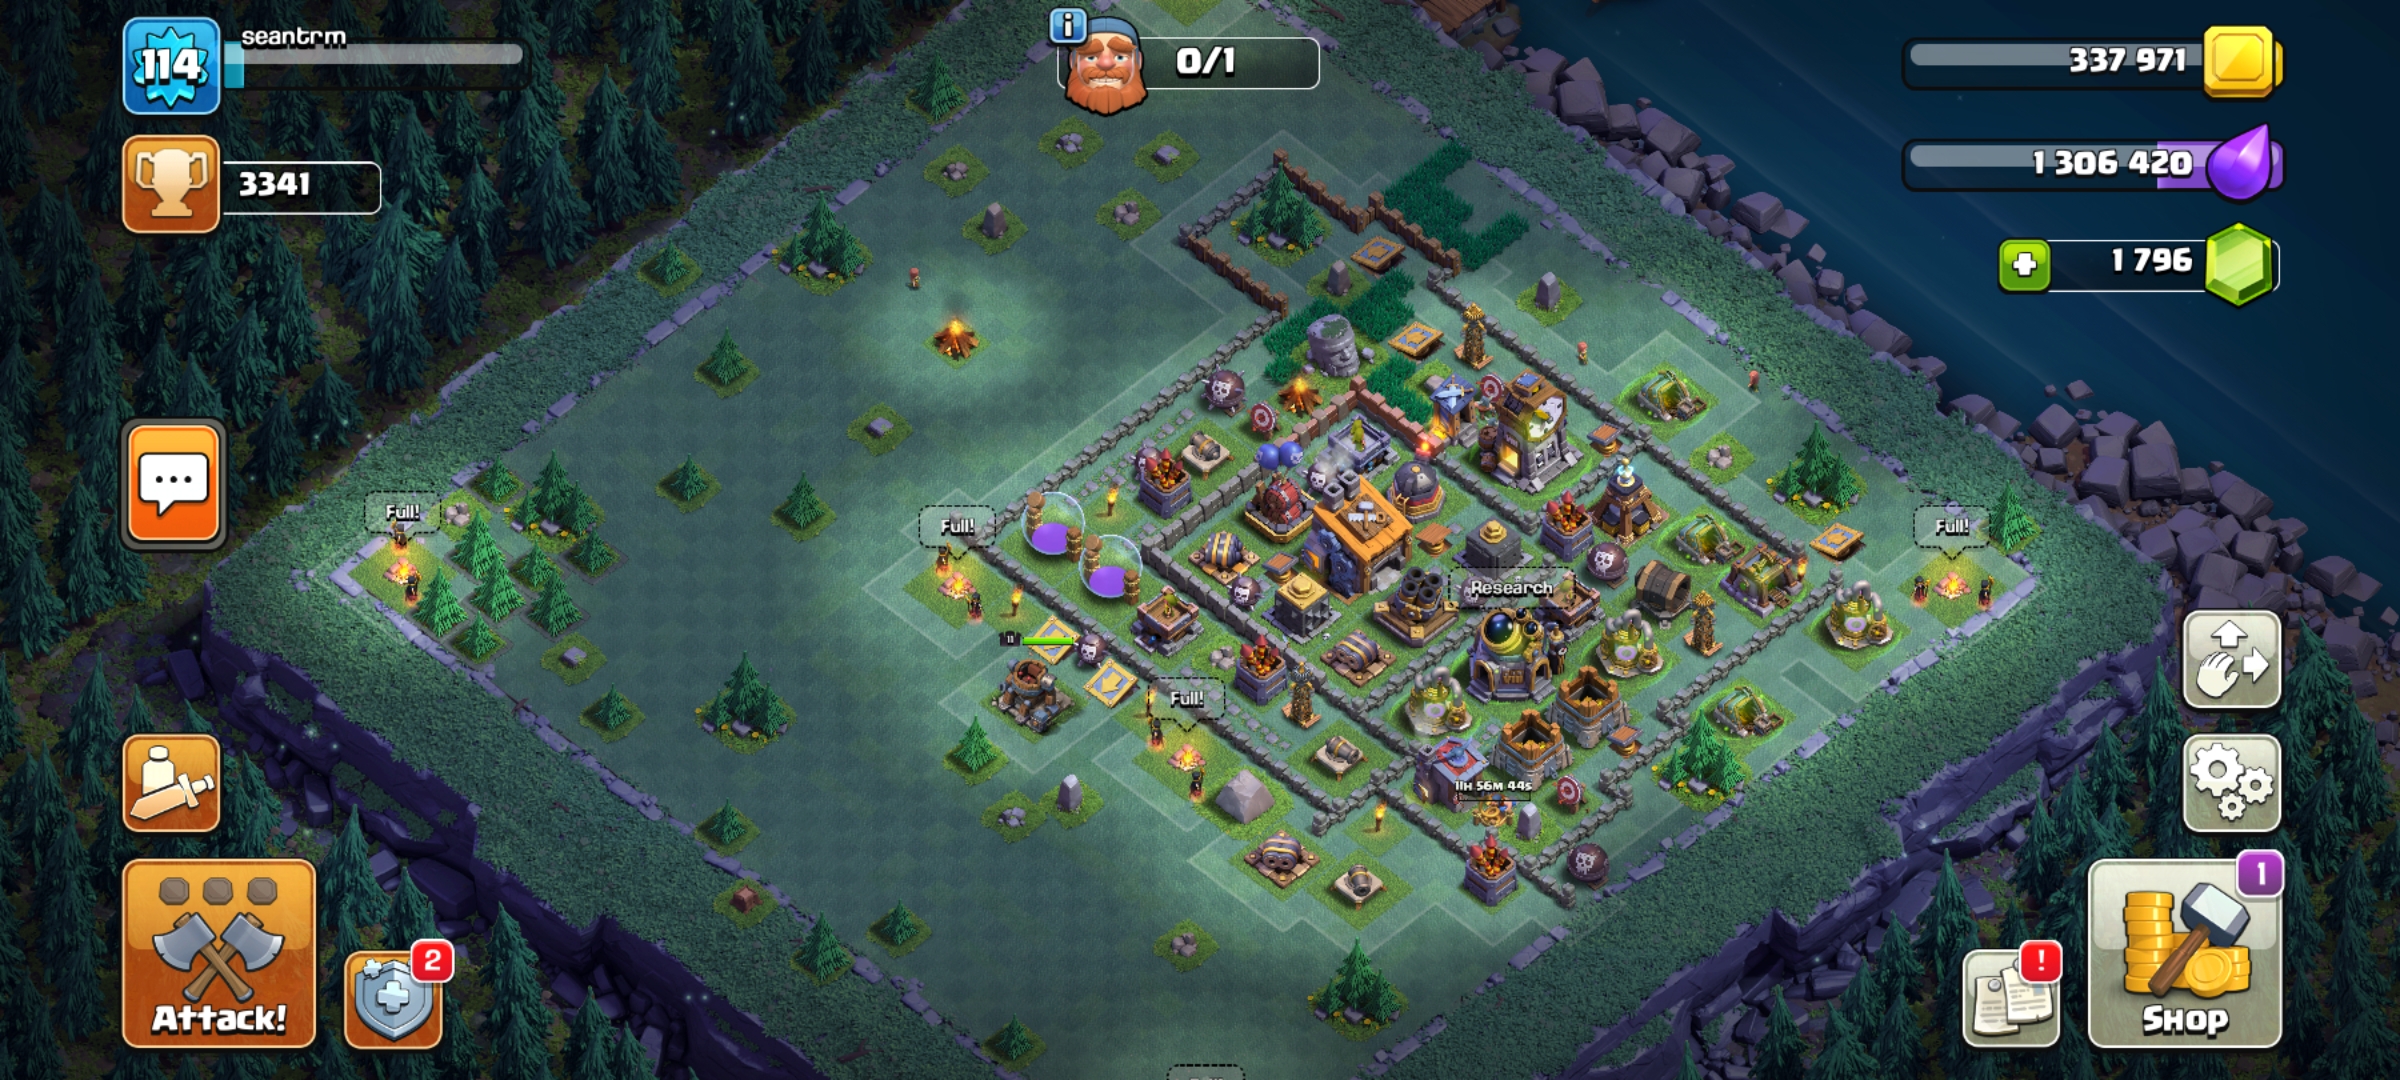 114
seantrm
i
0/1
337 971
3341
1 306 420
1 796
Full!
Full!
Full!
Research
11
Full!
11H 56M 44S
1
2
!
Attack!
Shop